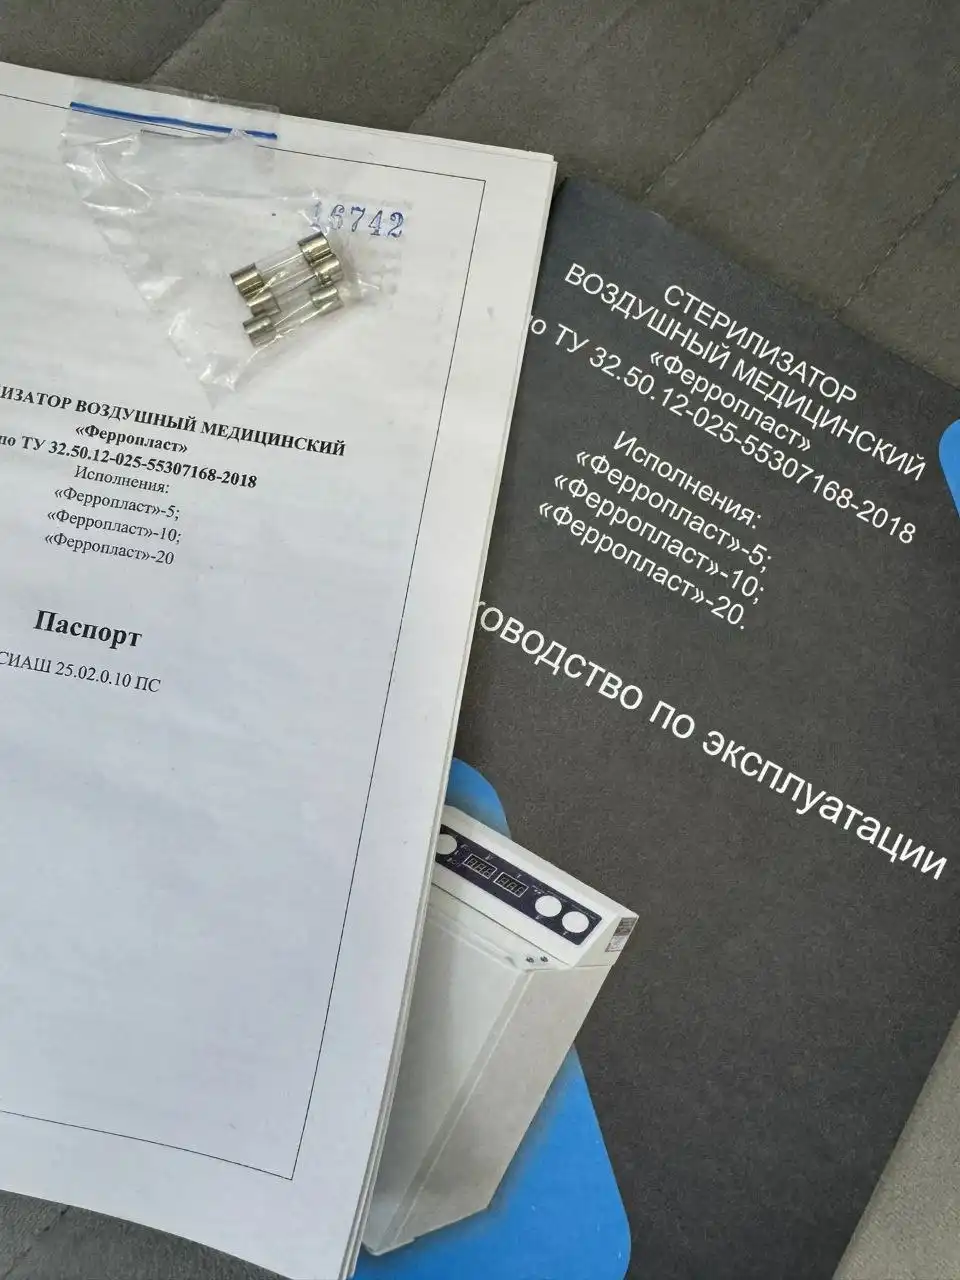 16742
ИЗАТОР ВОЗДУШНЫЙ МЕДИЦИНСКИЙ
«Ферропласт»
по ТУ 32.50.12-025-55307168-2018
Исполнения:
«Ферропласт»-5;
«Ферропласт»-10;
«Ферропласт»-20
Паспорт
СИАШ 25.02.0.10 ПС
СТЕРИЛИЗАТОР
ВОЗДУШНЫЙ МЕДИЦИНСКИЙ
«Ферропласт»
по ТУ 32.50.12-025-55307168-2018
Исполнения:
«Ферропласт»-5;
«Ферропласт»-10;
«Ферропласт»-20.
ководство по эксплуатации